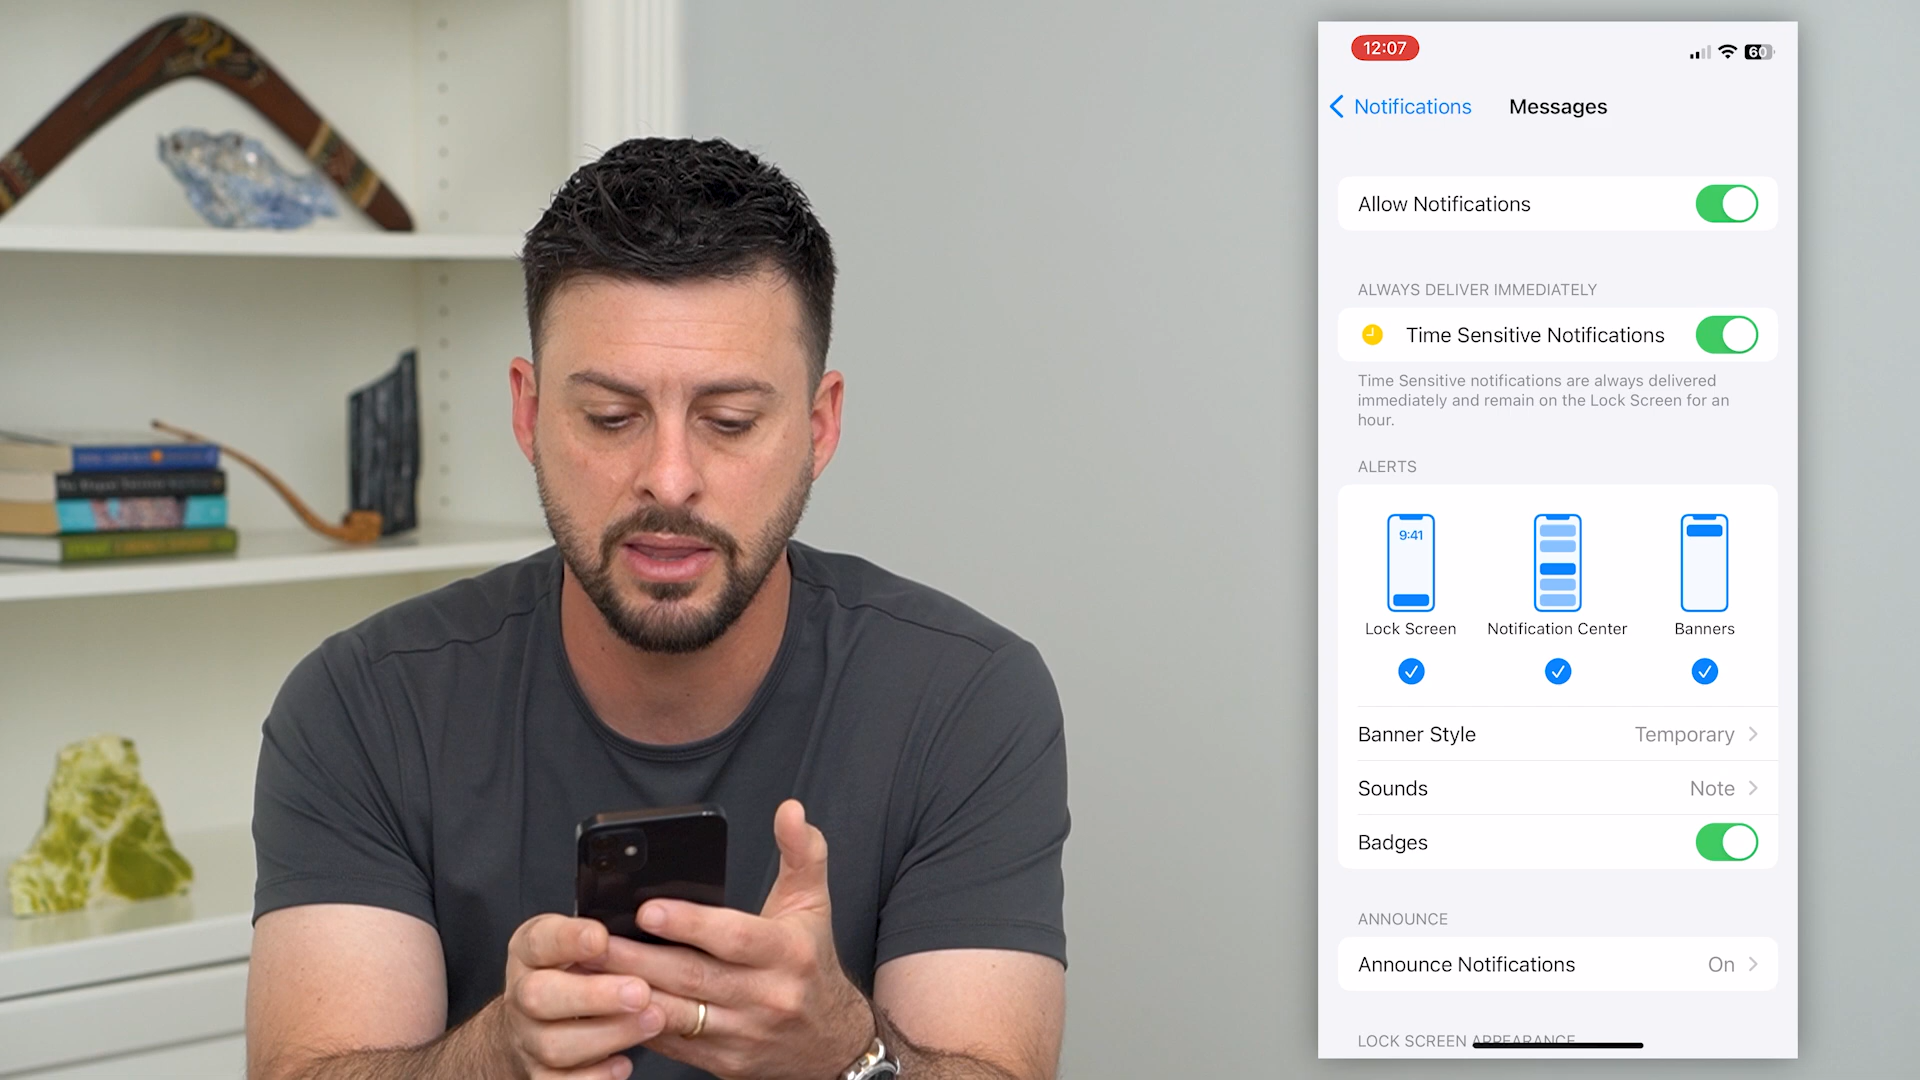 12:07
60
Notifications
Messages
Allow Notifications
ALWAYS DELIVER IMMEDIATELY
Time Sensitive Notifications
Time Sensitive notifications are always delivered
immediately and remain on the Lock Screen for an
hour.
ALERTS
9:41
Lock Screen
Notification Center
Banners
Banner Style
Temporary
Sounds
Note
Badges
ANNOUNCE
Announce Notifications
On
LOCK SCREEN APPEARANCE